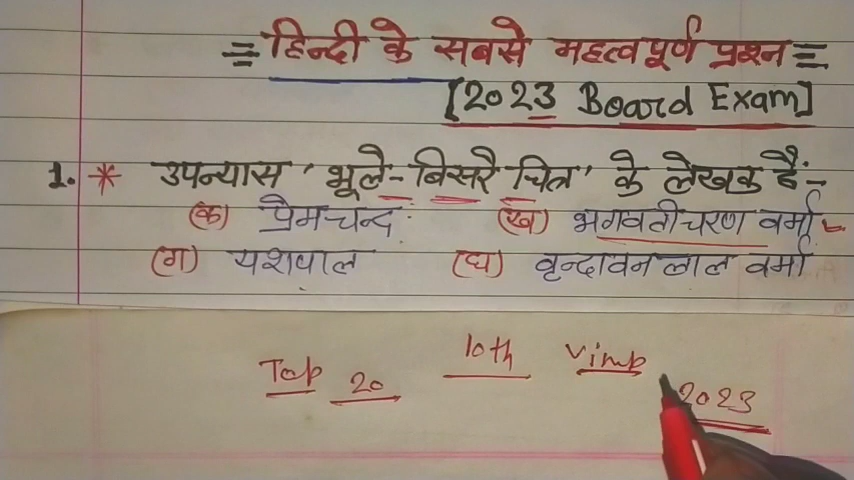 = हिन्दी के सबसे महत्वपूर्ण प्रश्न =
[2023 Board Exam]
1. * उपन्यास 'भूले-बिसरे चित्र' के लेखक हैं-
(क) प्रेमचन्द (ख) भगवतीचरण वर्मा
(ग) यशपाल (घ) वृन्दावन लाल वर्मा
Top 20 10th Vimp 2023